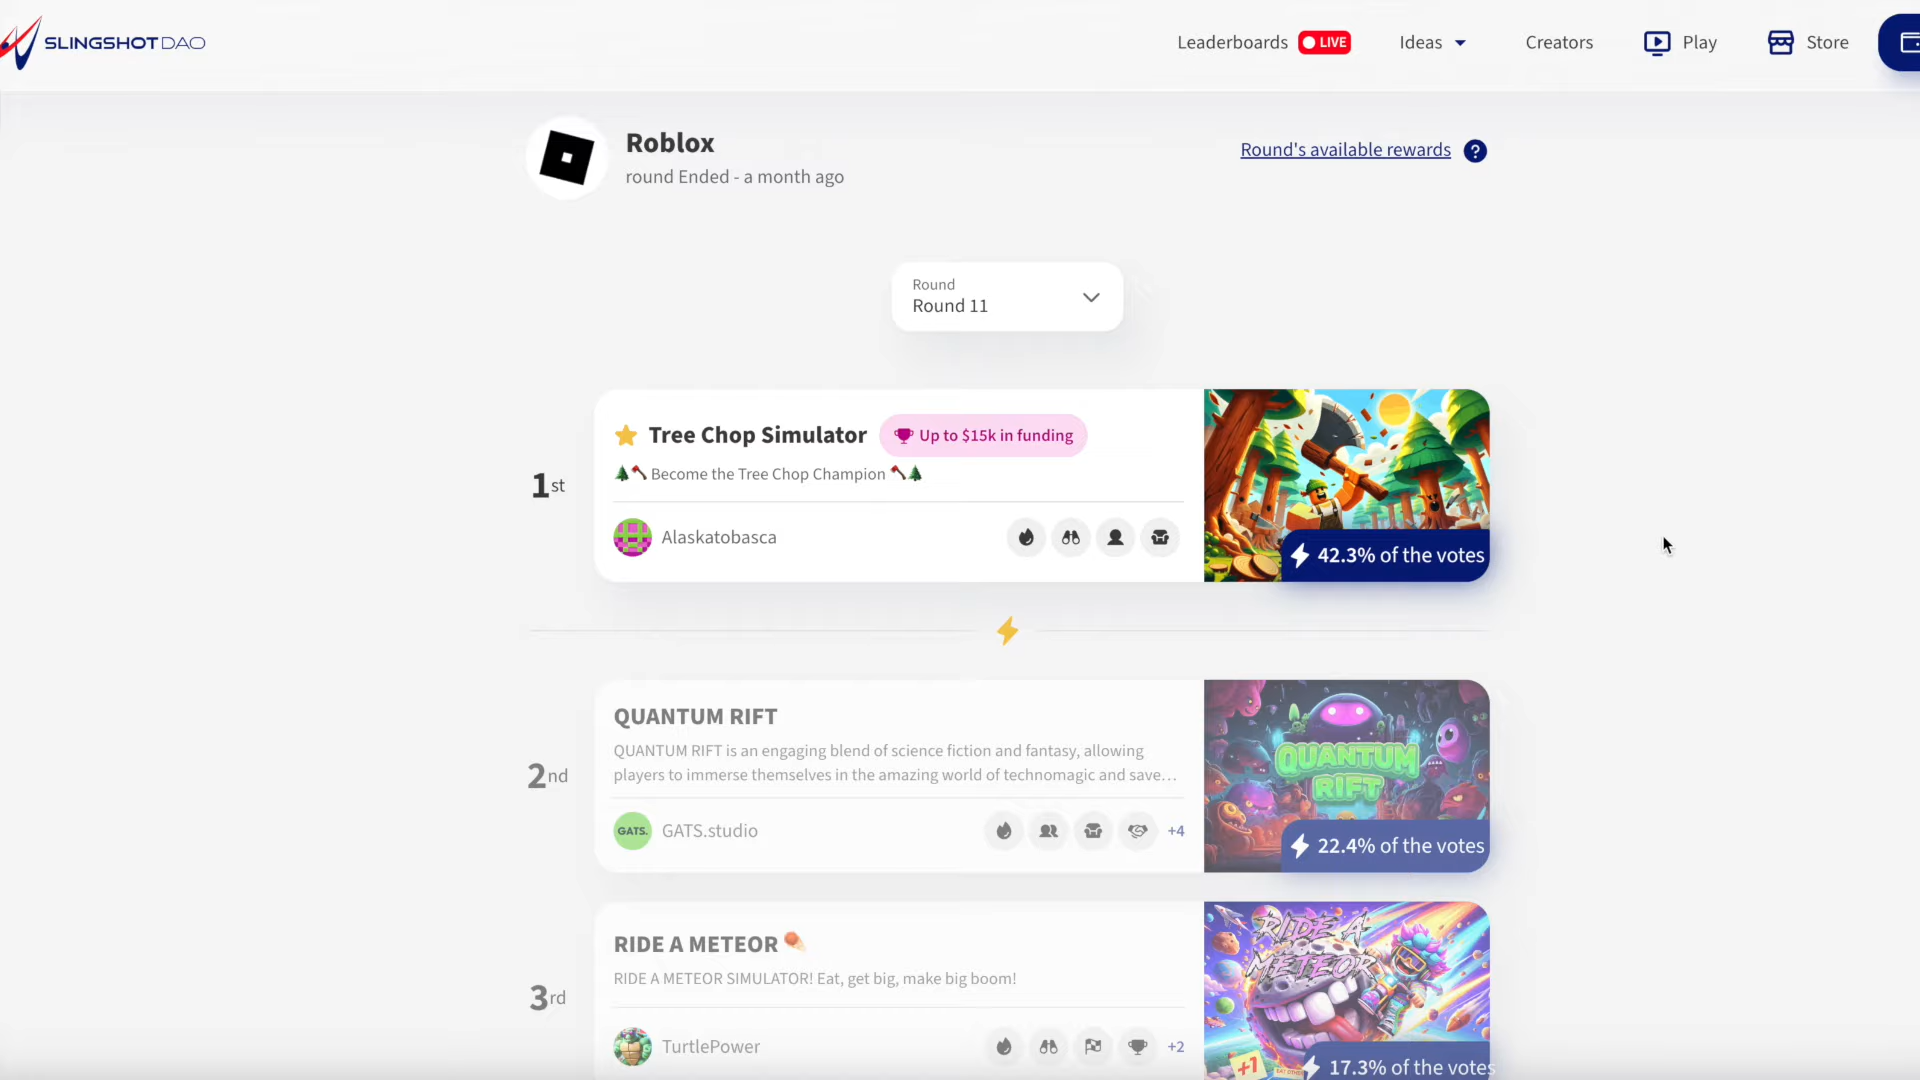 SLINGSHOT DAO
Leaderboards LIVE Ideas Creators Play Store
Roblox
round Ended - a month ago
Round's available rewards ?
Round
Round 11
1st
Tree Chop Simulator
Up to $15k in funding
🌲🪓 Become the Tree Chop Champion 🪓🌲
Alaskatobasca
42.3% of the votes
2nd
QUANTUM RIFT
QUANTUM RIFT is an engaging blend of science fiction and fantasy, allowing
players to immerse themselves in the amazing world of technomagic and save…
GATS.
GATS.studio
+4
QUANTUM
RIFT
22.4% of the votes
3rd
RIDE A METEOR ☄️
RIDE A METEOR SIMULATOR! Eat, get big, make big boom!
TurtlePower
+2
RIDE A
METEOR
+1
17.3% of the votes